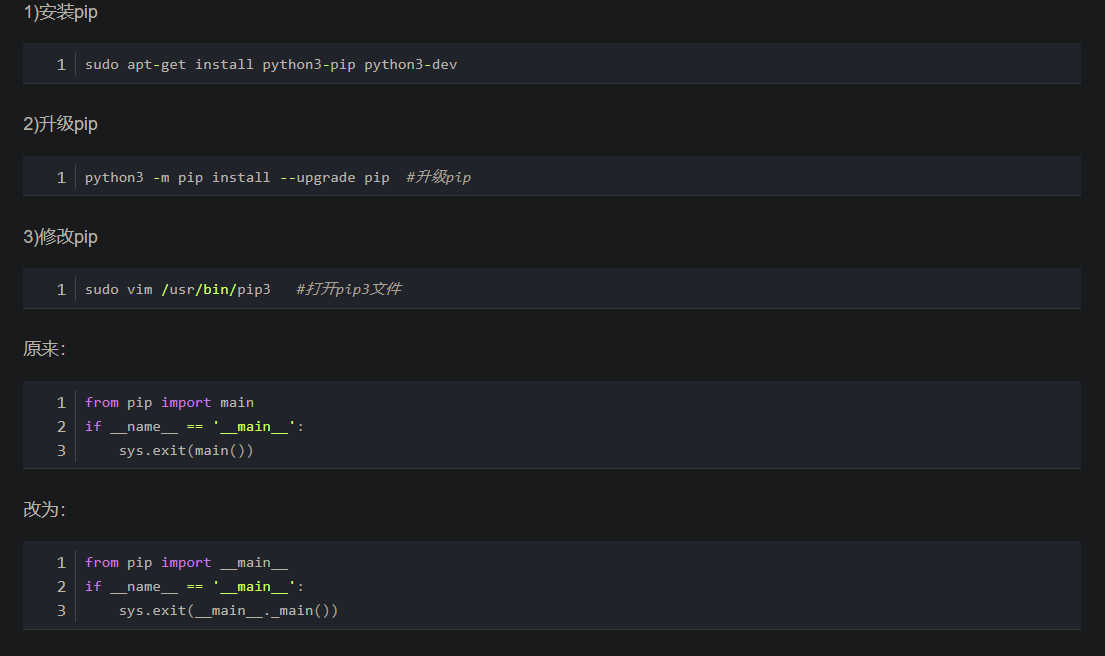 1)安装pip
1 sudo apt-get install python3-pip python3-dev
2)升级pip
1 python3 -m pip install --upgrade pip  #升级pip
3)修改pip
1 sudo vim /usr/bin/pip3   #打开pip3文件
原来：
1 from pip import main
2 if __name__ == '__main__':
3     sys.exit(main())
改为：
1 from pip import __main__
2 if __name__ == '__main__':
3     sys.exit(__main__._main())